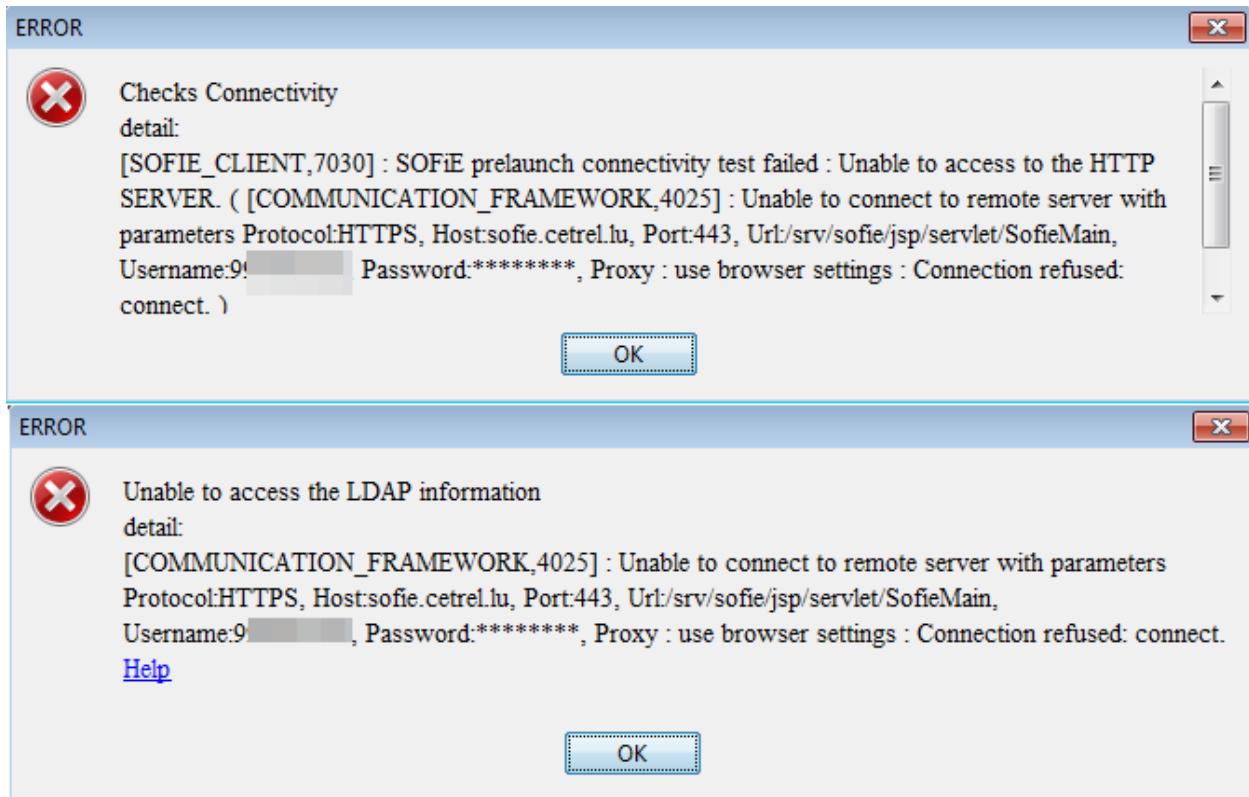 ERROR
Checks Connectivity
detail:
[SOFIE_CLIENT,7030] : SOFiE prelaunch connectivity test failed : Unable to access to the HTTP
SERVER. ( [COMMUNICATION_FRAMEWORK,4025] : Unable to connect to remote server with
parameters Protocol:HTTPS, Host:sofie.cetrel.lu, Port:443, Url:/srv/sofie/jsp/servlet/SofieMain,
Username:99 Password:********, Proxy : use browser settings : Connection refused:
connect. )
OK
ERROR
Unable to access the LDAP information
detail:
[COMMUNICATION_FRAMEWORK,4025] : Unable to connect to remote server with parameters
Protocol:HTTPS, Host:sofie.cetrel.lu, Port:443, Url:/srv/sofie/jsp/servlet/SofieMain,
Username:9 , Password:********, Proxy : use browser settings : Connection refused: connect.
Help
OK